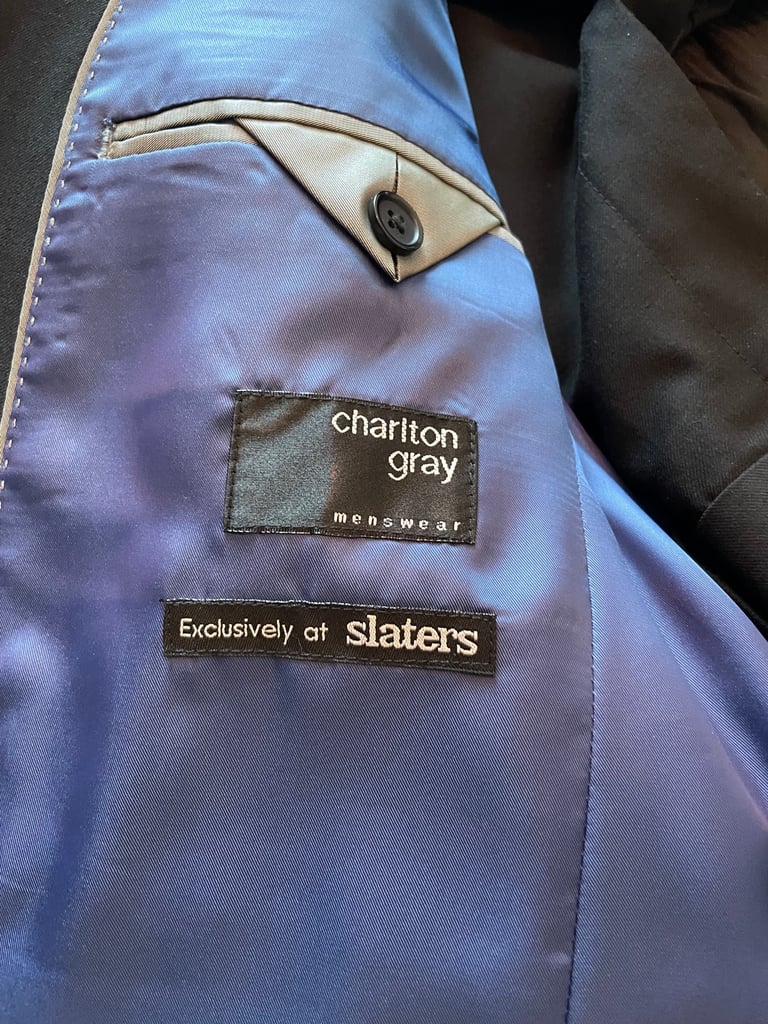 charlton
gray
menswear
Exclusively at slaters